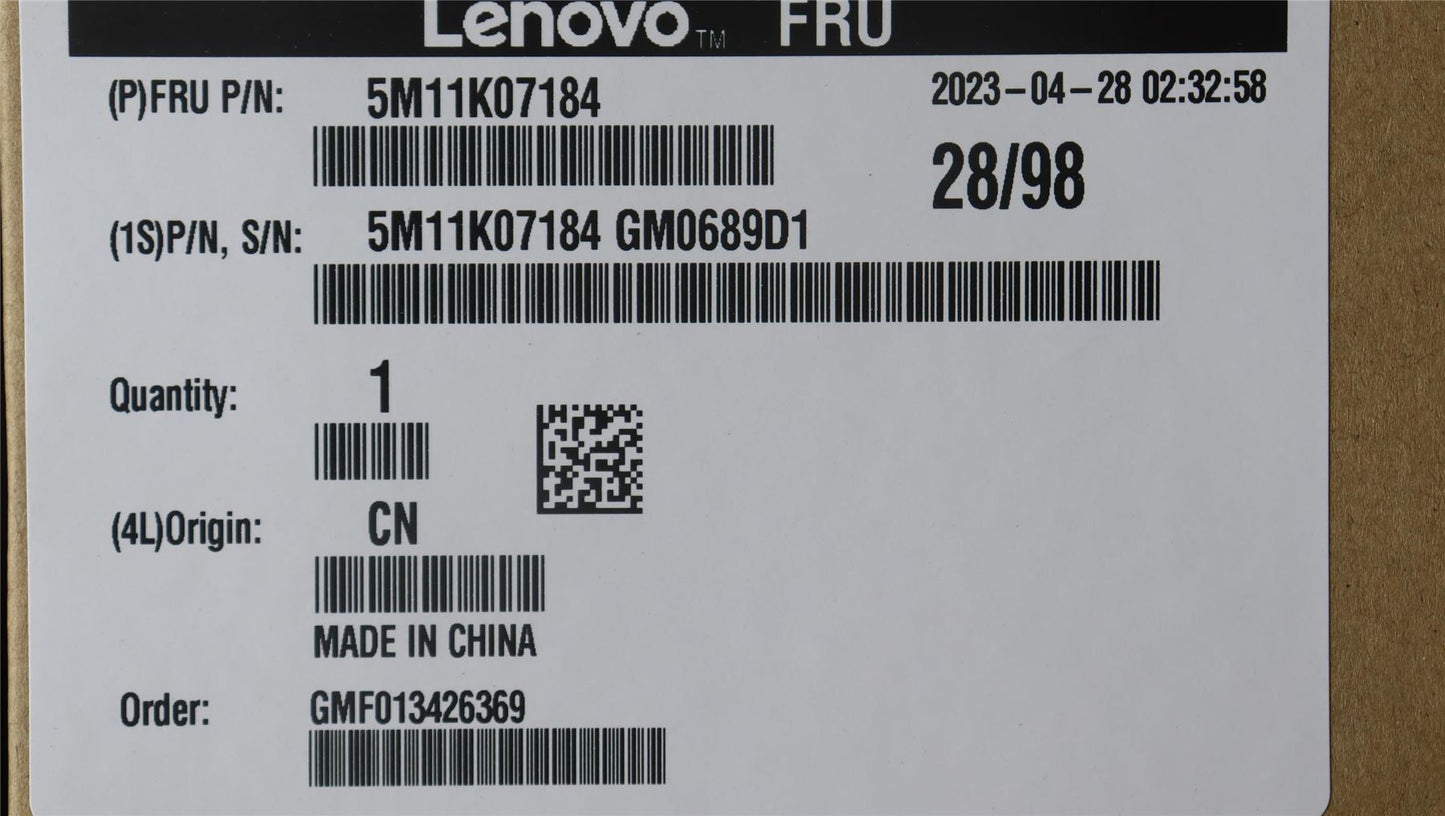 Lenovo™ FRU
(P)FRU P/N: 5M11K07184 2023-04-28 02:32:58
28/98
(1S)P/N, S/N: 5M11K07184 GM0689D1
Quantity: 1
(4L)Origin: CN
MADE IN CHINA
Order: GMF013426369